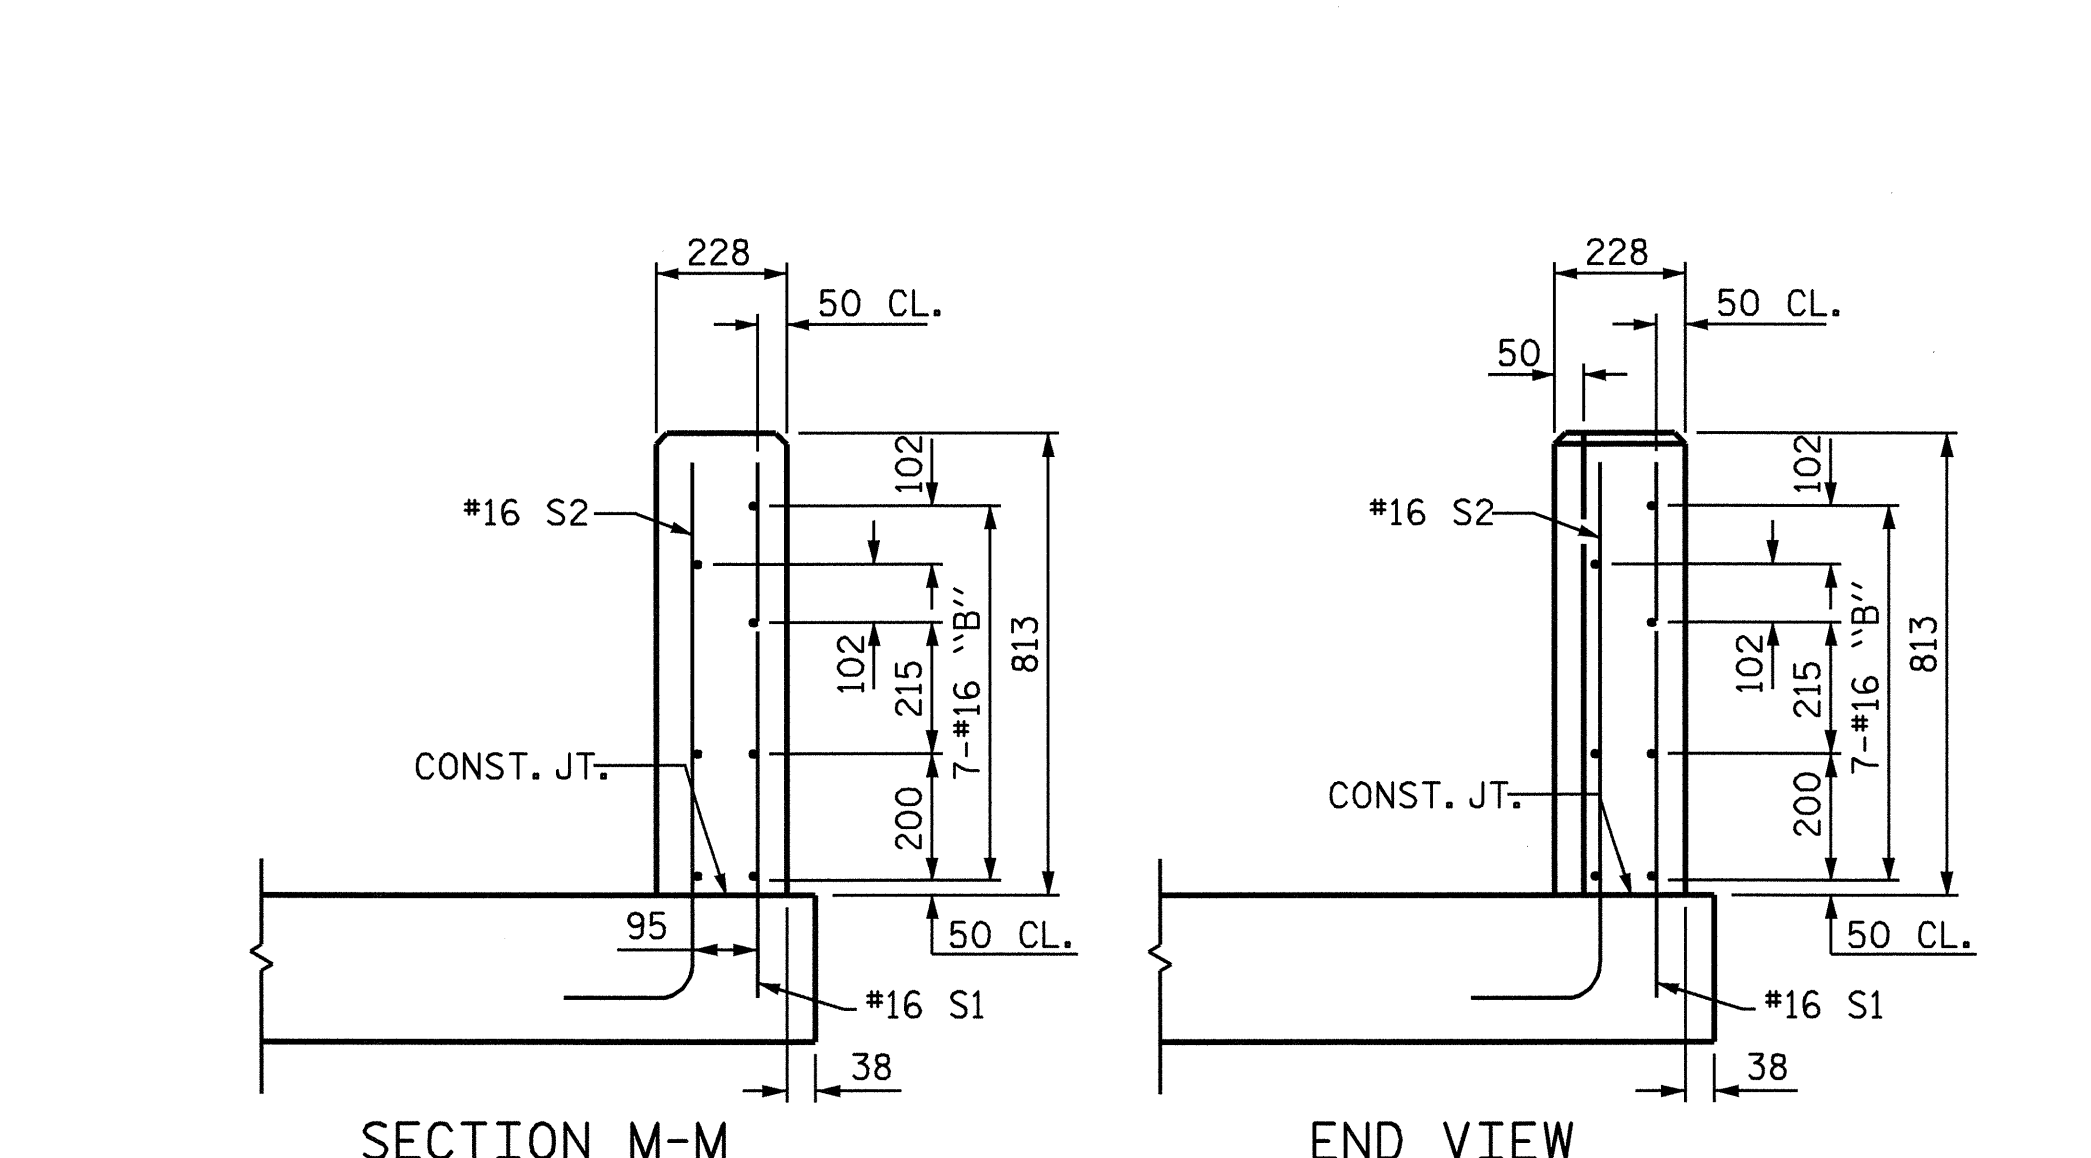 228
50 CL.
102
#16 S2
102
215
7-#16 "B"
813
CONST. JT.
200
95
50 CL.
#16 S1
38
SECTION M-M
228
50 CL.
50
102
#16 S2
102
215
7-#16 "B"
813
CONST. JT.
200
50 CL.
#16 S1
38
END VIEW